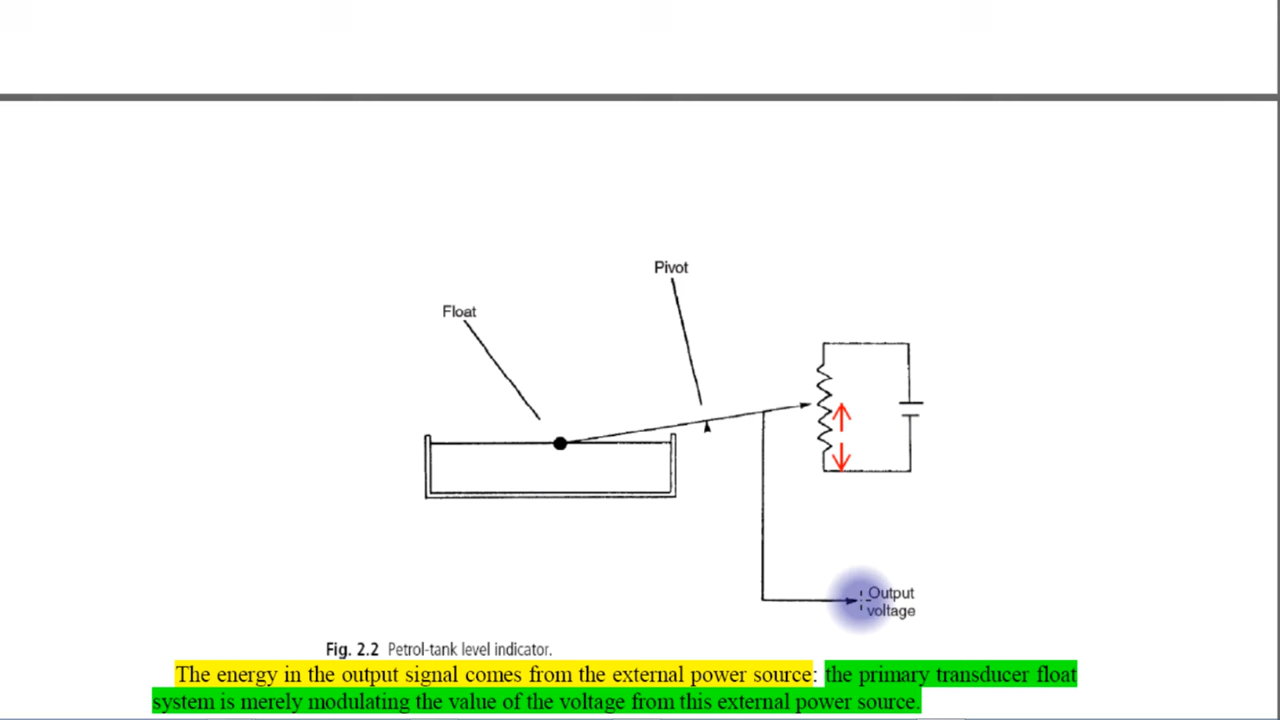 Pivot
Float
Output
voltage
Fig. 2.2 Petrol-tank level indicator.
The energy in the output signal comes from the external power source: the primary transducer float
system is merely modulating the value of the voltage from this external power source.